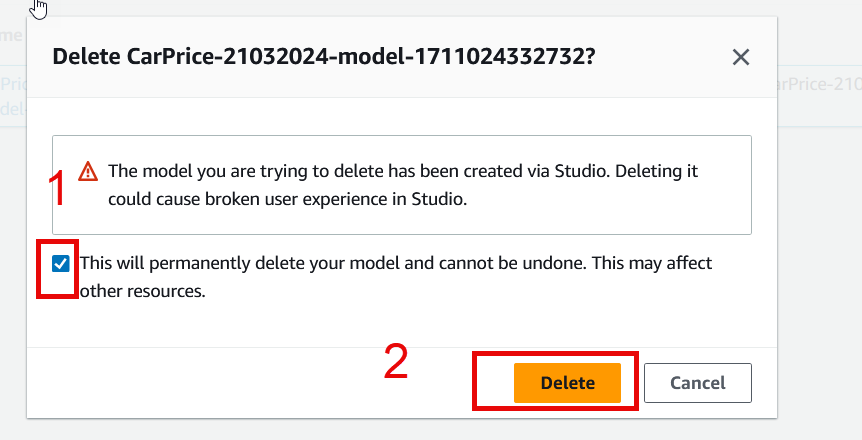 me
Delete CarPrice-21032024-model-1711024332732?
Pric
arPrice-210
del-
1
The model you are trying to delete has been created via Studio. Deleting it
could cause broken user experience in Studio.
This will permanently delete your model and cannot be undone. This may affect
other resources.
2
Delete
Cancel